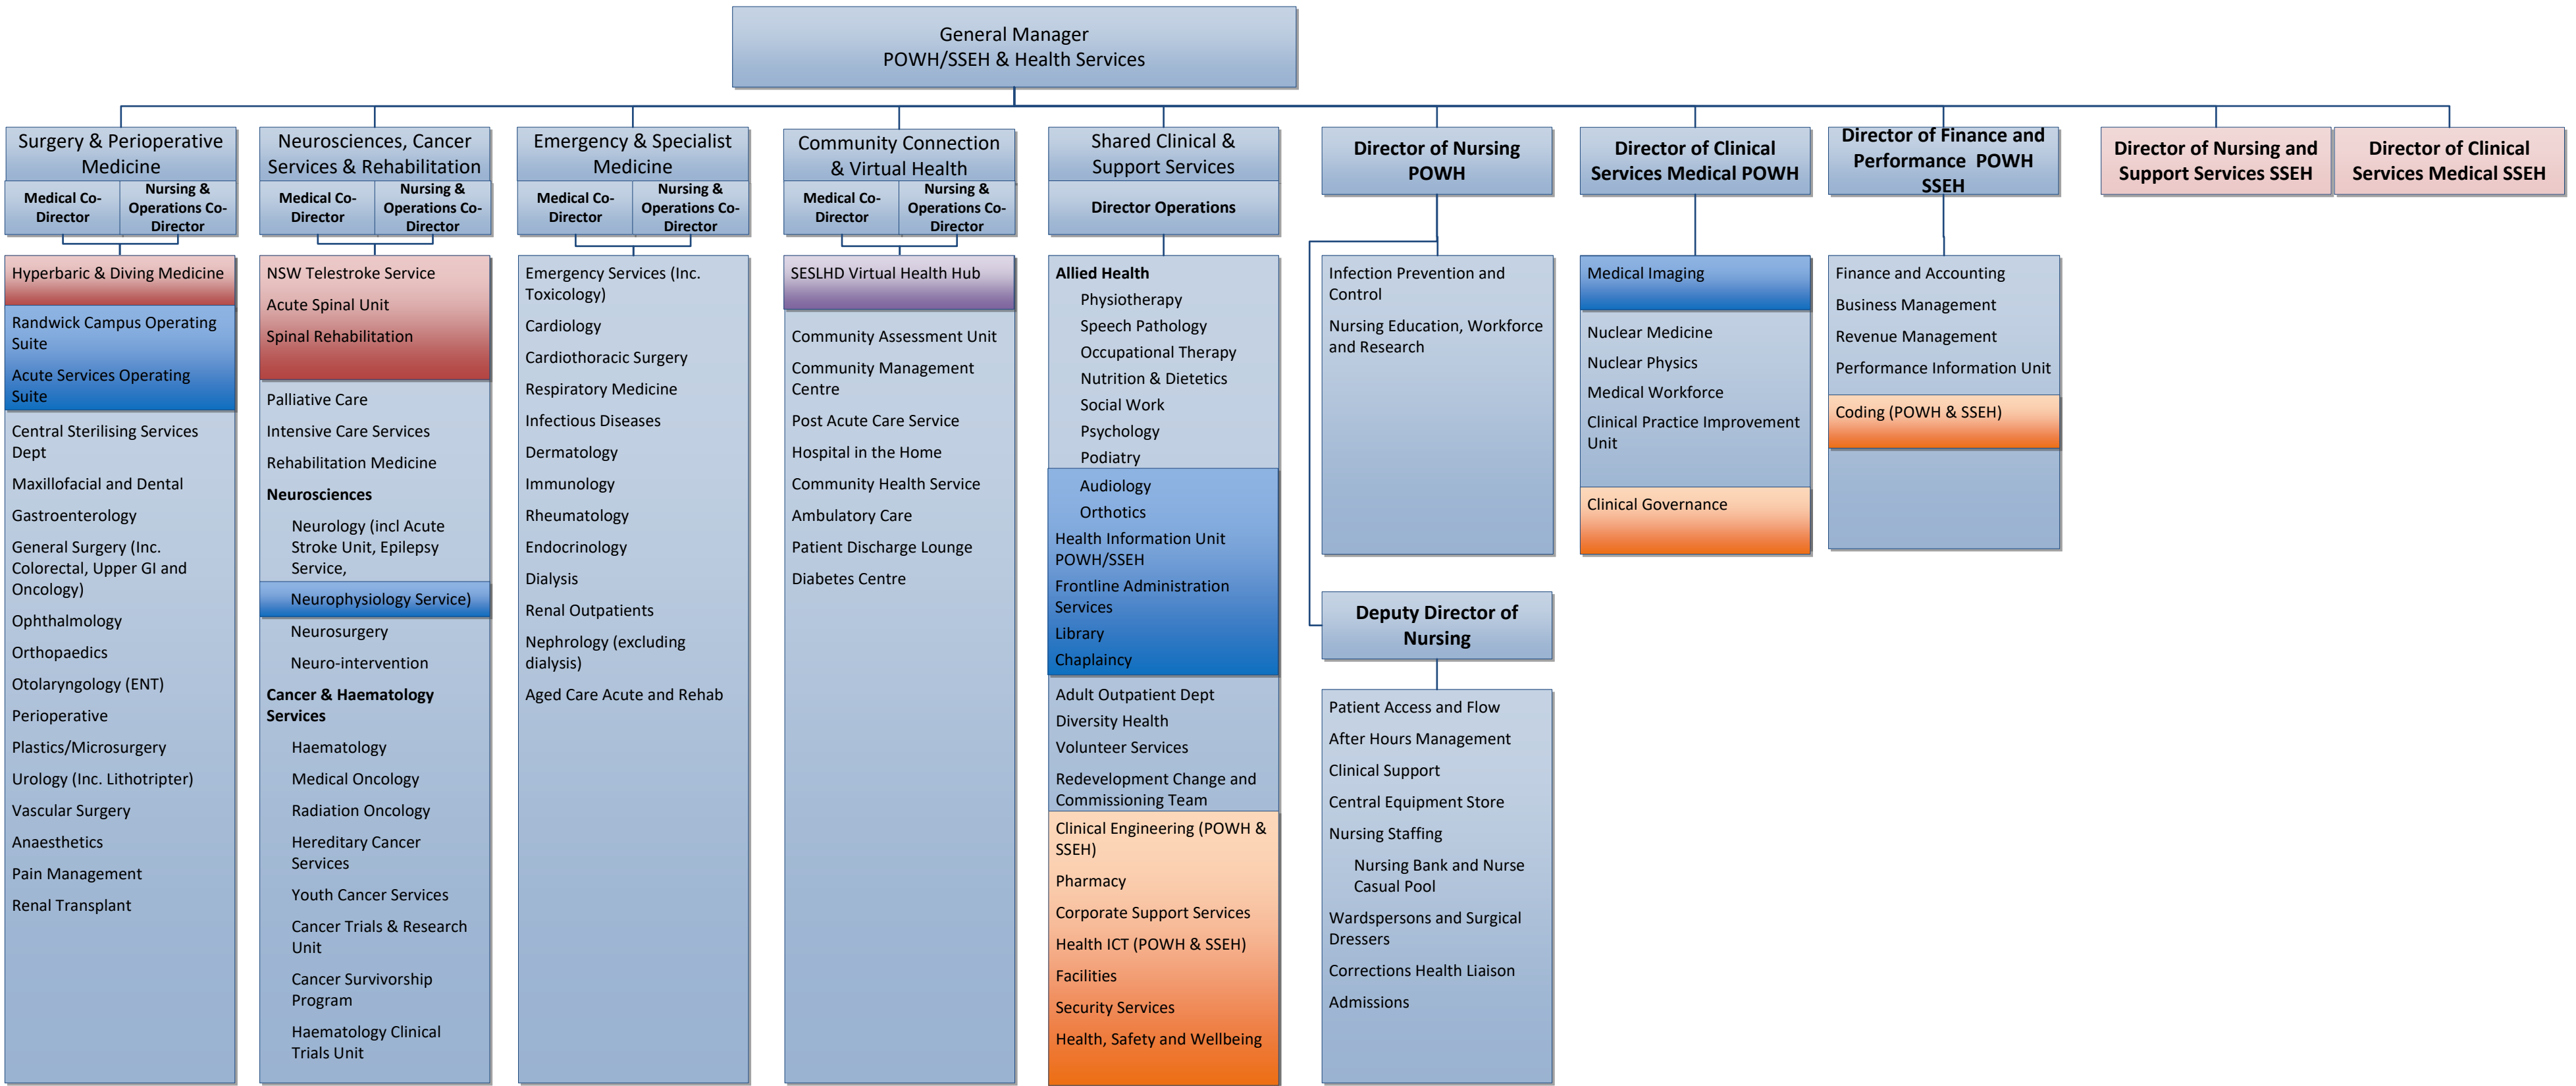 General Manager
POWH/SSEH & Health Services
Surgery & Perioperative
Medicine
Medical Co-
Director
Nursing &
Operations Co-
Director
Hyperbaric & Diving Medicine
Randwick Campus Operating
Suite
Acute Services Operating
Suite
Central Sterilising Services
Dept
Maxillofacial and Dental
Gastroenterology
General Surgery (Inc.
Colorectal, Upper GI and
Oncology)
Ophthalmology
Orthopaedics
Otolaryngology (ENT)
Perioperative
Plastics/Microsurgery
Urology (Inc. Lithotripter)
Vascular Surgery
Anaesthetics
Pain Management
Renal Transplant
Neurosciences, Cancer
Services & Rehabilitation
Medical Co-
Director
Nursing &
Operations Co-
Director
NSW Telestroke Service
Acute Spinal Unit
Spinal Rehabilitation
Palliative Care
Intensive Care Services
Rehabilitation Medicine
Neurosciences
Neurology (incl Acute
Stroke Unit, Epilepsy
Service,
Neurophysiology Service)
Neurosurgery
Neuro-intervention
Cancer & Haematology
Services
Haematology
Medical Oncology
Radiation Oncology
Hereditary Cancer
Services
Youth Cancer Services
Cancer Trials & Research
Unit
Cancer Survivorship
Program
Haematology Clinical
Trials Unit
Emergency & Specialist
Medicine
Medical Co-
Director
Nursing &
Operations Co-
Director
Emergency Services (Inc.
Toxicology)
Cardiology
Cardiothoracic Surgery
Respiratory Medicine
Infectious Diseases
Dermatology
Immunology
Rheumatology
Endocrinology
Dialysis
Renal Outpatients
Nephrology (excluding
dialysis)
Aged Care Acute and Rehab
Community Connection
& Virtual Health
Medical Co-
Director
Nursing &
Operations Co-
Director
SESLHD Virtual Health Hub
Community Assessment Unit
Community Management
Centre
Post Acute Care Service
Hospital in the Home
Community Health Service
Ambulatory Care
Patient Discharge Lounge
Diabetes Centre
Shared Clinical &
Support Services
Director Operations
Allied Health
Physiotherapy
Speech Pathology
Occupational Therapy
Nutrition & Dietetics
Social Work
Psychology
Podiatry
Audiology
Orthotics
Health Information Unit
POWH/SSEH
Frontline Administration
Services
Library
Chaplaincy
Adult Outpatient Dept
Diversity Health
Volunteer Services
Redevelopment Change and
Commissioning Team
Clinical Engineering (POWH &
SSEH)
Pharmacy
Corporate Support Services
Health ICT (POWH & SSEH)
Facilities
Security Services
Health, Safety and Wellbeing
Director of Nursing
POWH
Infection Prevention and
Control
Nursing Education, Workforce
and Research
Deputy Director of
Nursing
Patient Access and Flow
After Hours Management
Clinical Support
Central Equipment Store
Nursing Staffing
Nursing Bank and Nurse
Casual Pool
Wardspersons and Surgical
Dressers
Corrections Health Liaison
Admissions
Director of Clinical
Services Medical POWH
Medical Imaging
Nuclear Medicine
Nuclear Physics
Medical Workforce
Clinical Practice Improvement
Unit
Clinical Governance
Director of Finance and
Performance POWH
SSEH
Finance and Accounting
Business Management
Revenue Management
Performance Information Unit
Coding (POWH & SSEH)
Director of Nursing and
Support Services SSEH
Director of Clinical
Services Medical SSEH